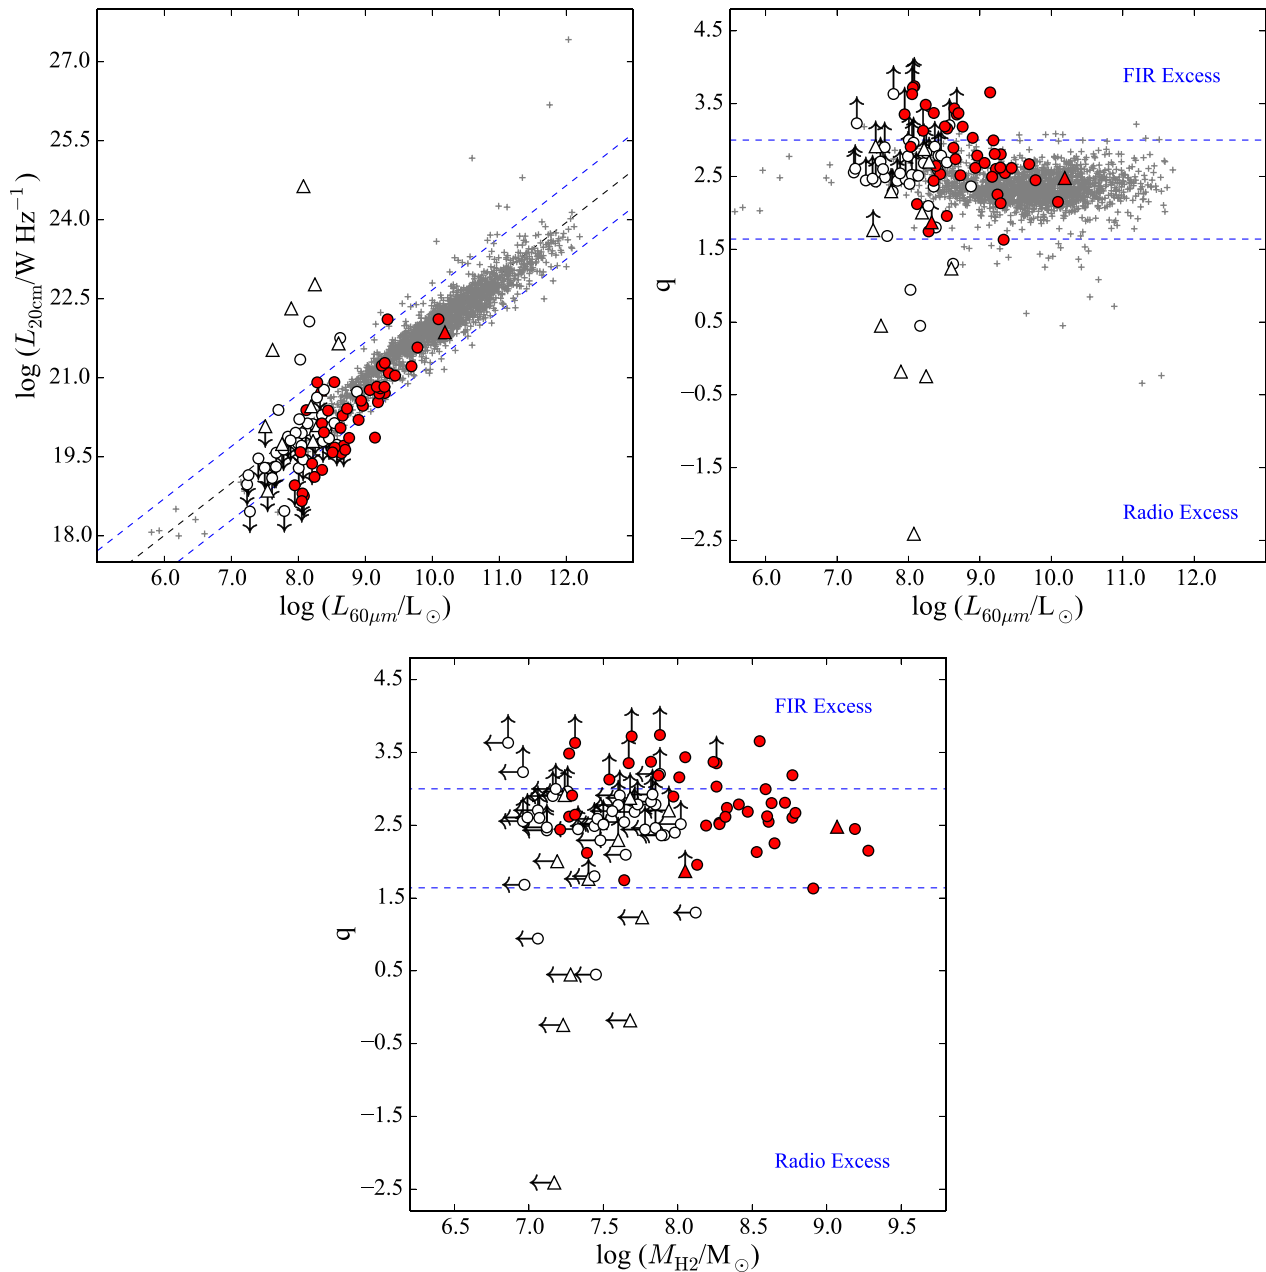 27.0
25.5
24.0
22.5
21.0
19.5
18.0
log (L20cm/W Hz−1)
6.0 7.0 8.0 9.0 10.0 11.0 12.0
log (L60μm/L☉)
4.5
3.5
2.5
1.5
0.5
−0.5
−1.5
−2.5
q
FIR Excess
Radio Excess
6.0 7.0 8.0 9.0 10.0 11.0 12.0
log (L60μm/L☉)
4.5
3.5
2.5
1.5
0.5
−0.5
−1.5
−2.5
q
FIR Excess
Radio Excess
6.5 7.0 7.5 8.0 8.5 9.0 9.5
log (MH2/M☉)